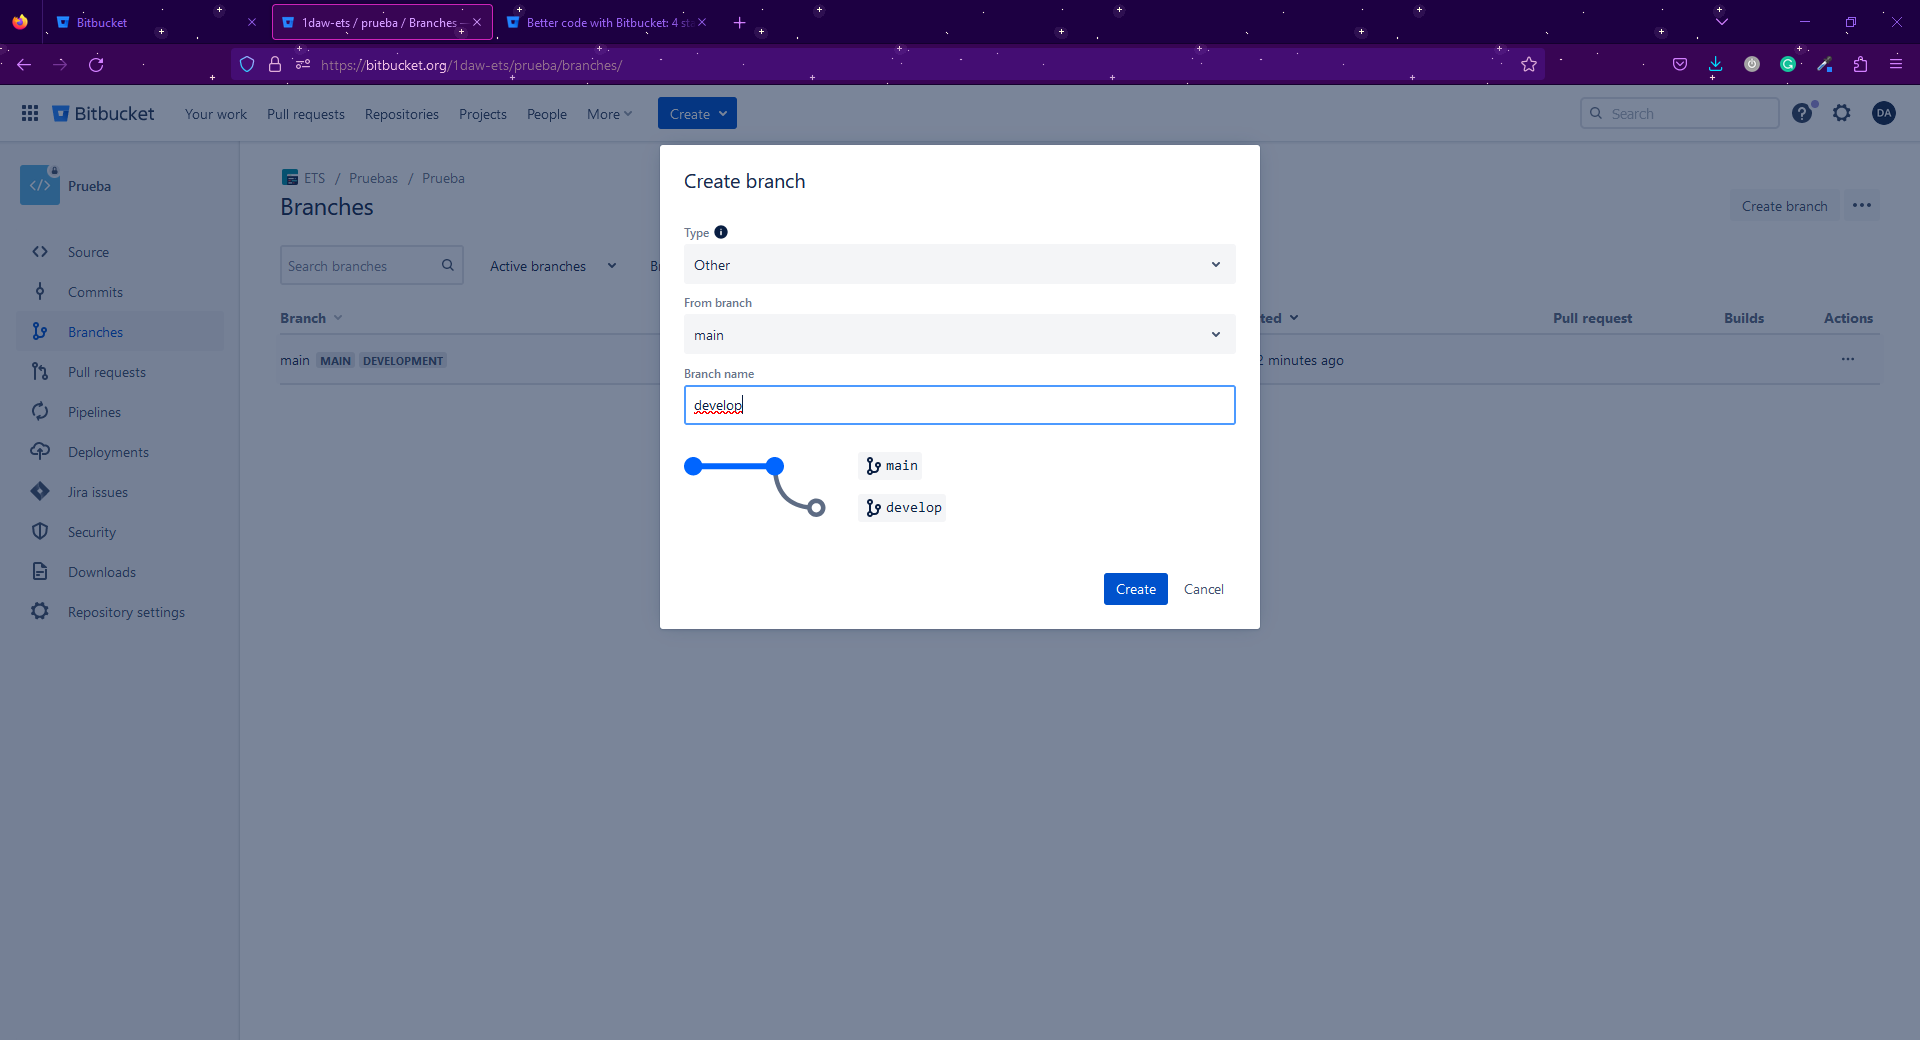 Bitbucket
1daw-ets / prueba / Branches —
Better code with Bitbucket: 4 sta
https://bitbucket.org/1daw-ets/prueba/branches/
Bitbucket
Your work
Pull requests
Repositories
Projects
People
More
Create
Search
DA
Prueba
Source
Commits
Branches
Pull requests
Pipelines
Deployments
Jira issues
Security
Downloads
Repository settings
ETS / Pruebas / Prueba
Branches
Create branch
Search branches
Active branches
B
Branch
ted
Pull request
Builds
Actions
main MAIN DEVELOPMENT
2 minutes ago
Create branch
Type
Other
From branch
main
Branch name
develop
main
develop
Create
Cancel